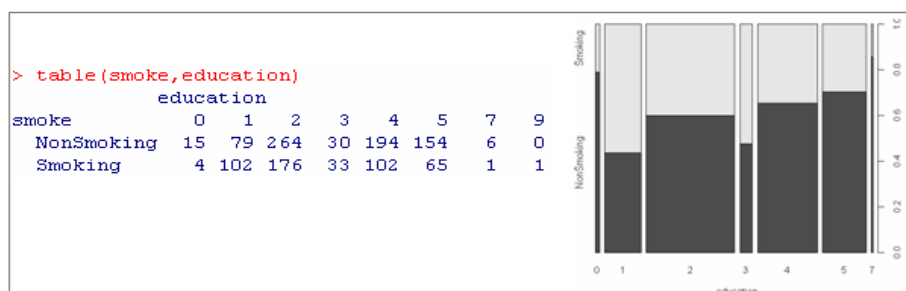 > table(smoke,education)
education
smoke 0 1 2 3 4 5 7 9
NonSmoking 15 79 264 30 194 154 6 0
Smoking 4 102 176 33 102 65 1 1
Smoking
NonSmoking
1.0
0.8
0.6
0.4
0.2
0.0
0 1 2 3 4 5 7
education